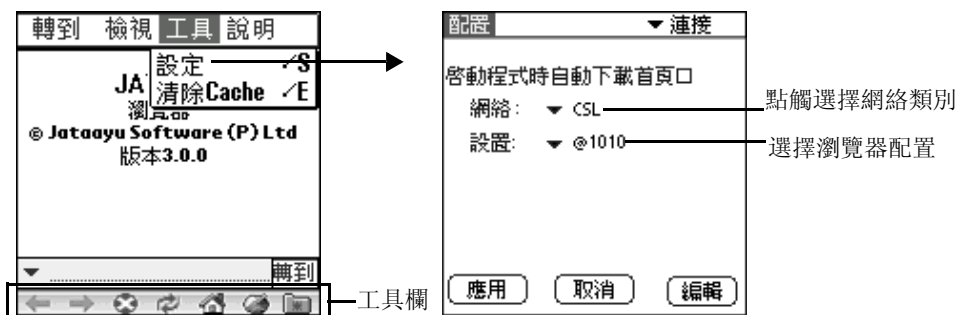 轉到 檢視 工具 說明
設定 ⁄S
清除Cache ⁄E
JA
瀏覽器
© Jataayu Software (P) Ltd
版本3.0.0
轉到
工具欄
配置 連接
啓動程式時自動下載首頁口
網絡： CSL
設置: @1010
應用 取消 編輯
點觸選擇網絡類別
選擇瀏覽器配置